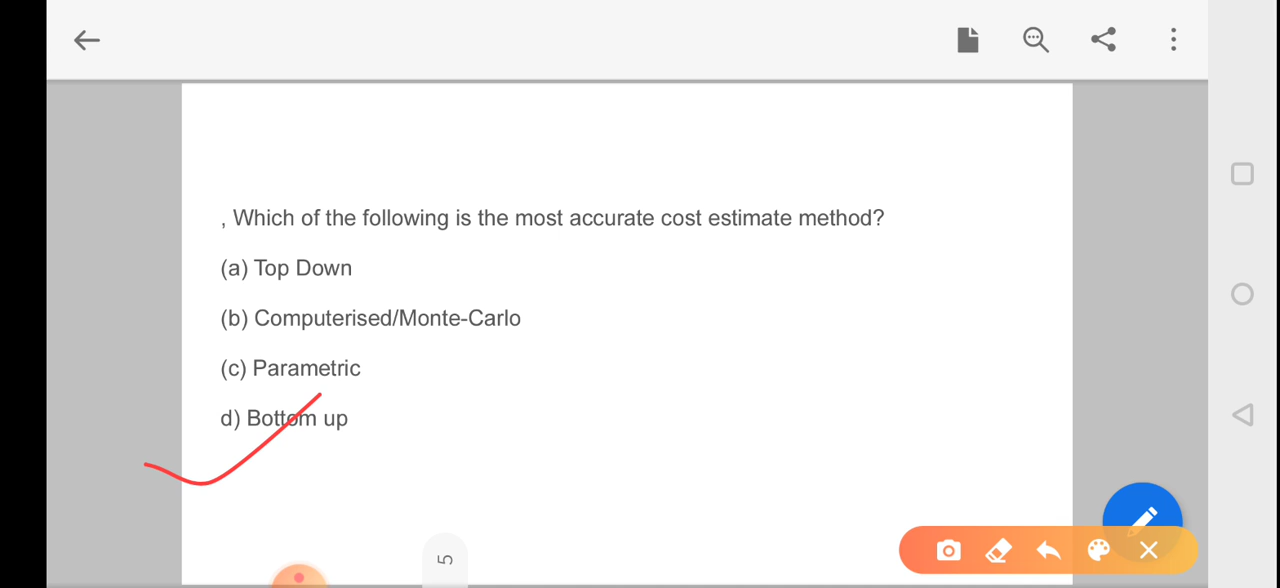 , Which of the following is the most accurate cost estimate method?
(a) Top Down
(b) Computerised/Monte-Carlo
(c) Parametric
d) Bottom up
5